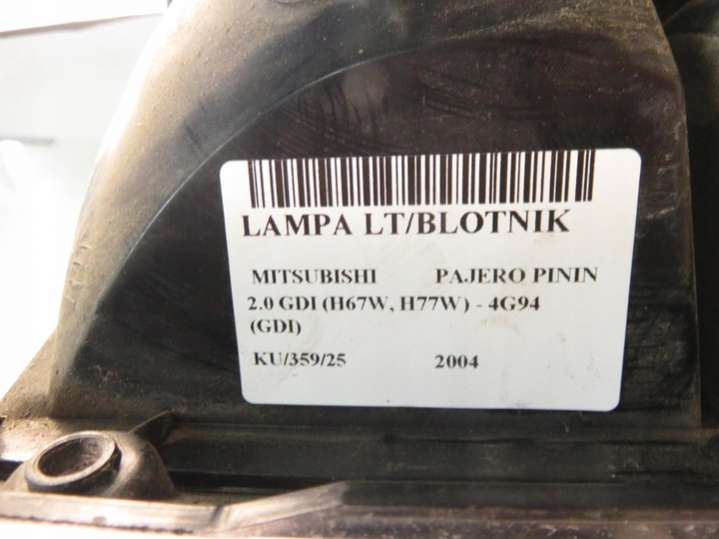 LAMPA LT/BLOTNIK
MITSUBISHI PAJERO PININ
2.0 GDI (H67W, H77W) - 4G94
(GDI)
KU/359/25 2004